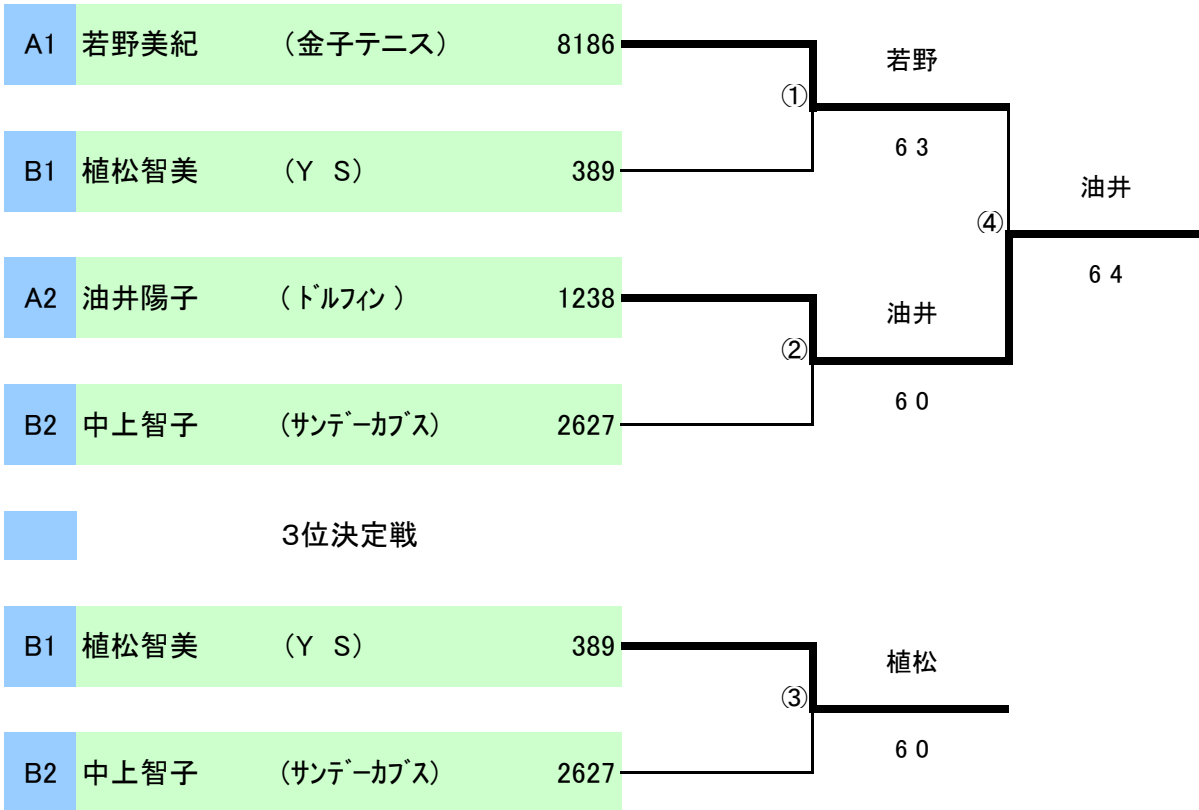 A1 若野美紀 （金子テニス） 8186
若野
①
6 3
B1 植松智美 （Y S） 389
油井
④
6 4
A2 油井陽子 （ﾄﾞﾙﾌｨﾝ） 1238
油井
②
6 0
B2 中上智子 （ｻﾝﾃﾞｰｶﾌﾞｽ） 2627
３位決定戦
B1 植松智美 （Y S） 389
植松
③
6 0
B2 中上智子 （ｻﾝﾃﾞｰｶﾌﾞｽ） 2627